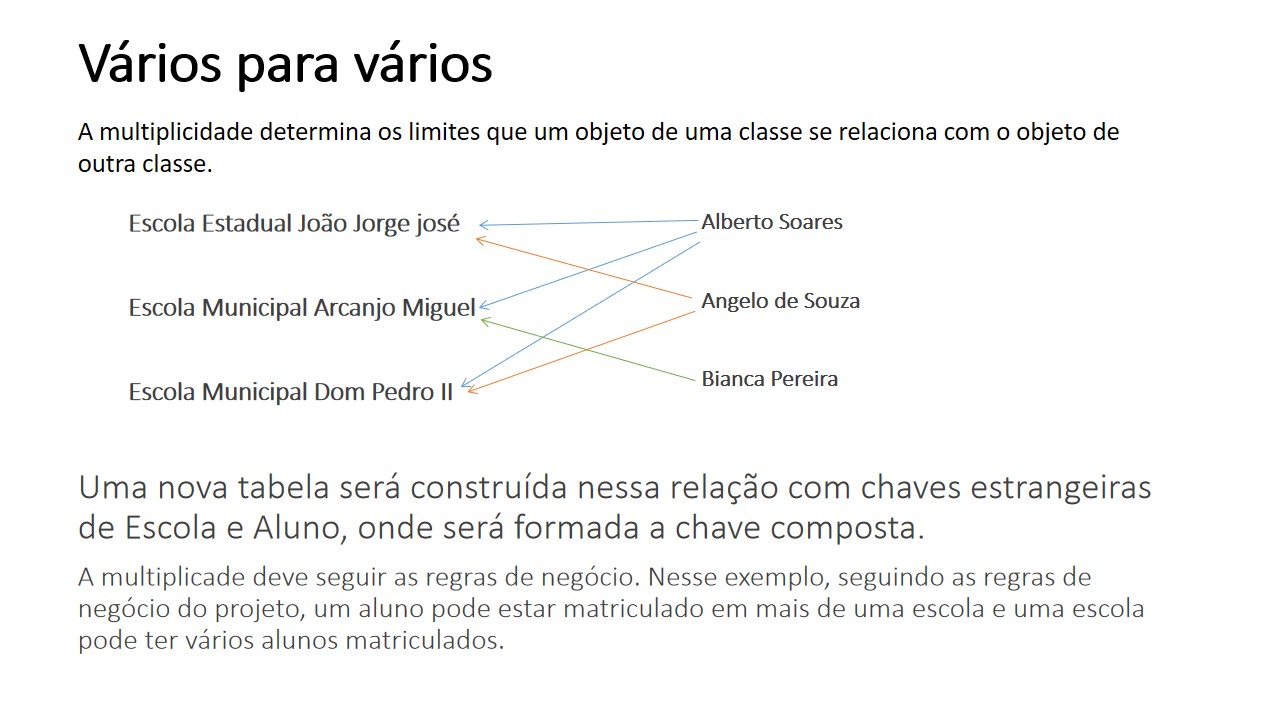 Vários para vários
A multiplicidade determina os limites que um objeto de uma classe se relaciona com o objeto de
outra classe.
Escola Estadual João Jorge josé
Alberto Soares
Escola Municipal Arcanjo Miguel
Angelo de Souza
Escola Municipal Dom Pedro II
Bianca Pereira
Uma nova tabela será construída nessa relação com chaves estrangeiras
de Escola e Aluno, onde será formada a chave composta.
A multiplicade deve seguir as regras de negócio. Nesse exemplo, seguindo as regras de
negócio do projeto, um aluno pode estar matriculado em mais de uma escola e uma escola
pode ter vários alunos matriculados.